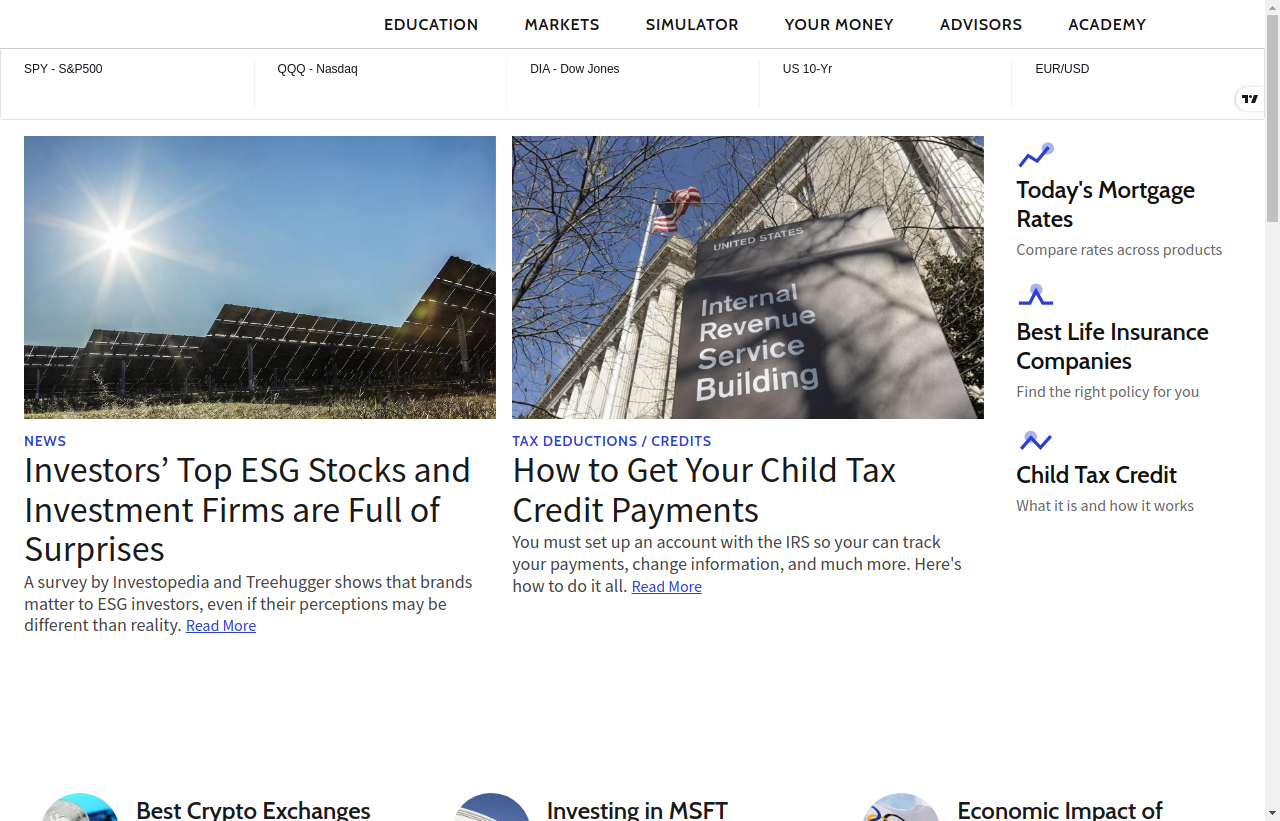 EDUCATION MARKETS SIMULATOR YOUR MONEY ADVISORS ACADEMY
SPY - S&P500 QQQ - Nasdaq DIA - Dow Jones US 10-Yr EUR/USD
UNITED STATES
Internal
Revenue
Service
Building
NEWS
Investors’ Top ESG Stocks and
Investment Firms are Full of
Surprises
A survey by Investopedia and Treehugger shows that brands
matter to ESG investors, even if their perceptions may be
different than reality. Read More
TAX DEDUCTIONS / CREDITS
How to Get Your Child Tax
Credit Payments
You must set up an account with the IRS so your can track
your payments, change information, and much more. Here's
how to do it all. Read More
Today's Mortgage
Rates
Compare rates across products
Best Life Insurance
Companies
Find the right policy for you
Child Tax Credit
What it is and how it works
Best Crypto Exchanges
Investing in MSFT
Economic Impact of